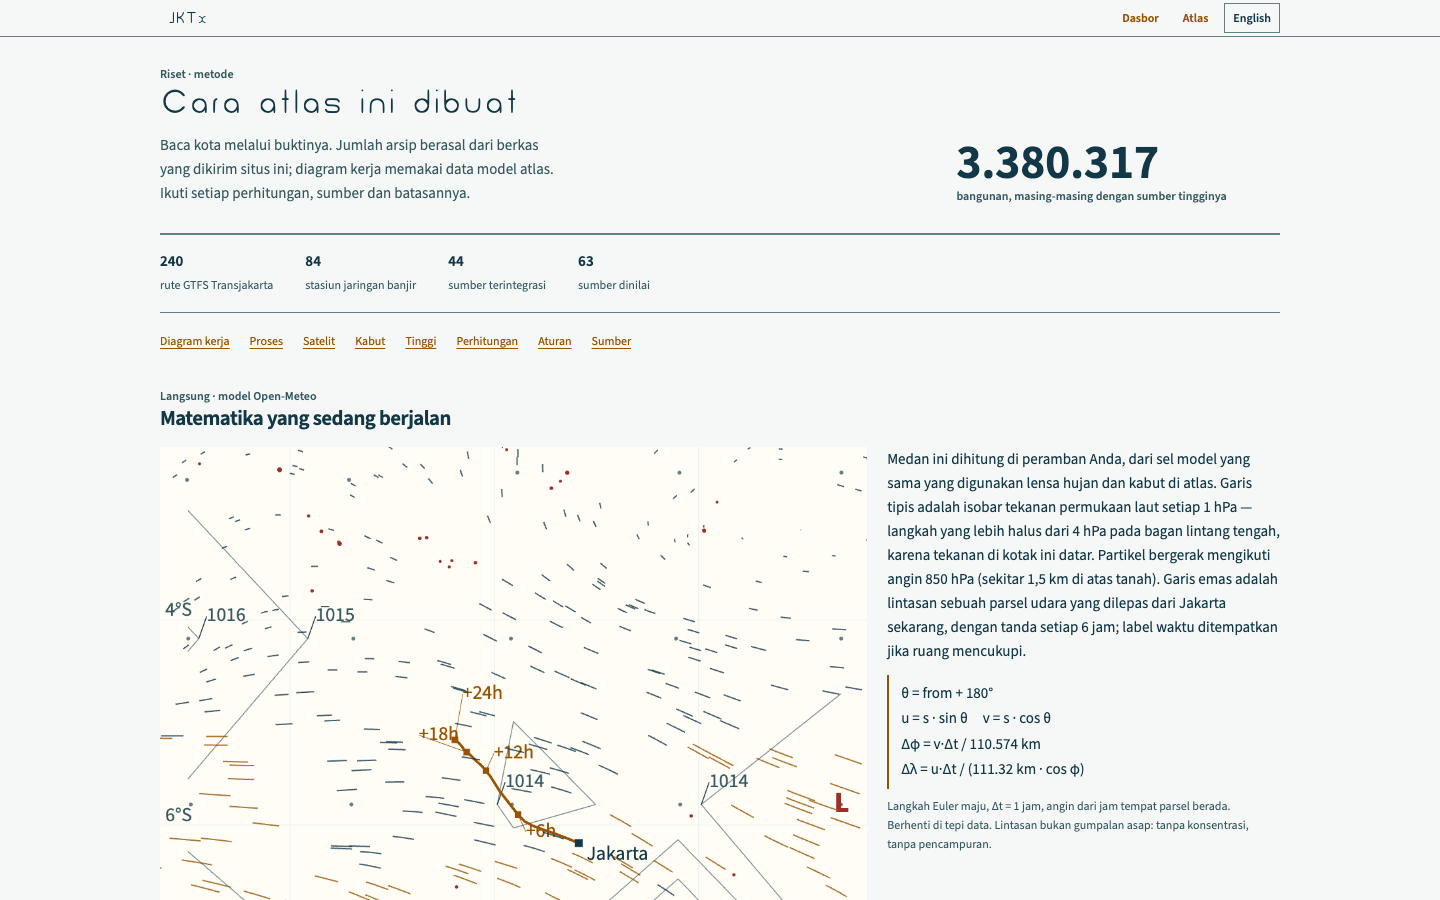 JKTx
Dasbor Atlas English
Riset · metode
Cara atlas ini dibuat
Baca kota melalui buktinya. Jumlah arsip berasal dari berkas
yang dikirim situs ini; diagram kerja memakai data model atlas.
Ikuti setiap perhitungan, sumber dan batasannya.
3.380.317
bangunan, masing-masing dengan sumber tingginya
240
rute GTFS Transjakarta
84
stasiun jaringan banjir
44
sumber terintegrasi
63
sumber dinilai
Diagram kerja Proses Satelit Kabut Tinggi Perhitungan Aturan Sumber
Langsung · model Open-Meteo
Matematika yang sedang berjalan
4°S
1016
1015
+24h
+18h
+12h
1014
1014
L
6°S
+6h
Jakarta
Medan ini dihitung di peramban Anda, dari sel model yang
sama yang digunakan lensa hujan dan kabut di atlas. Garis
tipis adalah isobar tekanan permukaan laut setiap 1 hPa —
langkah yang lebih halus dari 4 hPa pada bagan lintang tengah,
karena tekanan di kotak ini datar. Partikel bergerak mengikuti
angin 850 hPa (sekitar 1,5 km di atas tanah). Garis emas adalah
lintasan sebuah parsel udara yang dilepas dari Jakarta
sekarang, dengan tanda setiap 6 jam; label waktu ditempatkan
jika ruang mencukupi.
θ = from + 180°
u = s · sin θ v = s · cos θ
Δφ = v·Δt / 110.574 km
Δλ = u·Δt / (111.32 km · cos φ)
Langkah Euler maju, Δt = 1 jam, angin dari jam tempat parsel berada.
Berhenti di tepi data. Lintasan bukan gumpalan asap: tanpa konsentrasi,
tanpa pencampuran.